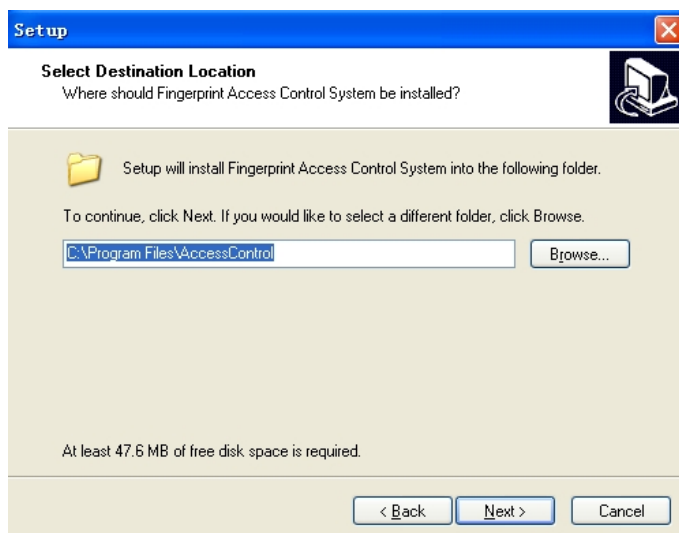 Setup
Select Destination Location
Where should Fingerprint Access Control System be installed?
Setup will install Fingerprint Access Control System into the following folder.
To continue, click Next. If you would like to select a different folder, click Browse.
C:\Program Files\AccessControl
Browse...
At least 47.6 MB of free disk space is required.
< Back
Next >
Cancel